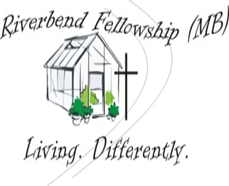 Riverbend Fellowship (MB)
Living. Differently.